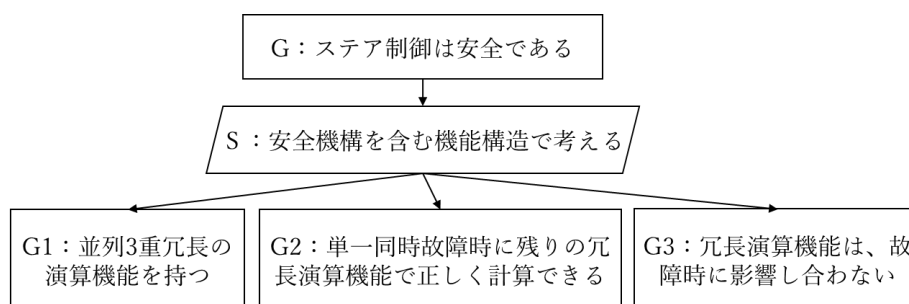 G：ステア制御は安全である
S：安全機構を含む機能構造で考える
G1：並列3重冗長の
演算機能を持つ
G2：単一同時故障時に残りの冗
長演算機能で正しく計算できる
G3：冗長演算機能は、故
障時に影響し合わない